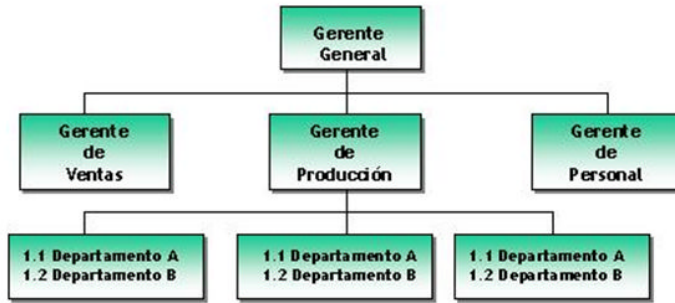 Gerente
General
Gerente
de
Ventas
Gerente
de
Producción
Gerente
de
Personal
1.1 Departamento A
1.2 Departamento B
1.1 Departamento A
1.2 Departamento B
1.1 Departamento A
1.2 Departamento B